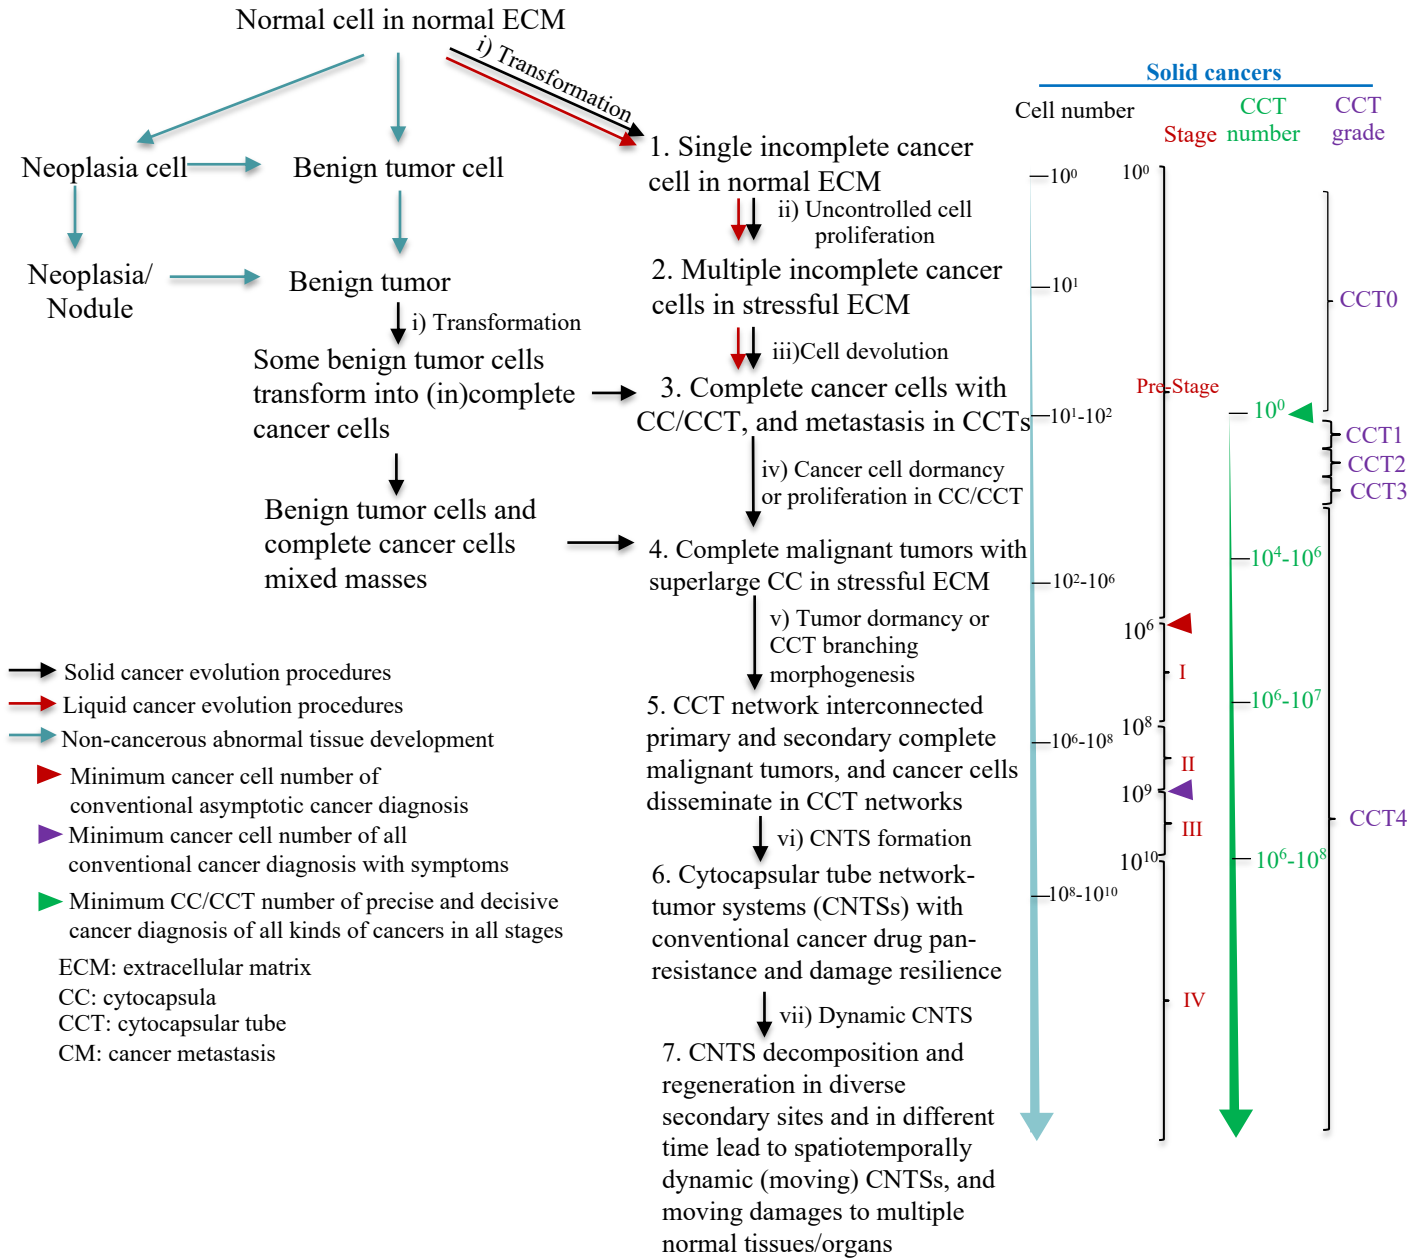 Normal cell in normal ECM
i) Transformation
Neoplasia cell
Benign tumor cell
Neoplasia/
Nodule
Benign tumor
i) Transformation
Some benign tumor cells
transform into (in)complete
cancer cells
Benign tumor cells and
complete cancer cells
mixed masses
1. Single incomplete cancer
cell in normal ECM
ii) Uncontrolled cell
proliferation
2. Multiple incomplete cancer
cells in stressful ECM
iii)Cell devolution
3. Complete cancer cells with
CC/CCT, and metastasis in CCTs
iv) Cancer cell dormancy
or proliferation in CC/CCT
4. Complete malignant tumors with
superlarge CC in stressful ECM
v) Tumor dormancy or
CCT branching
morphogenesis
5. CCT network interconnected
primary and secondary complete
malignant tumors, and cancer cells
disseminate in CCT networks
vi) CNTS formation
6. Cytocapsular tube network-
tumor systems (CNTSs) with
conventional cancer drug pan-
resistance and damage resilience
vii) Dynamic CNTS
7. CNTS decomposition and
regeneration in diverse
secondary sites and in different
time lead to spatiotemporally
dynamic (moving) CNTSs, and
moving damages to multiple
normal tissues/organs
Solid cancers
Cell number
Stage
CCT
number
CCT
grade
10⁰
10¹
10¹-10²
10²-10⁶
10⁶-10⁸
10⁸-10¹⁰
10⁰
Pre-Stage
10⁶
I
10⁸
II
10⁹
III
10¹⁰
IV
10⁰
10⁴-10⁶
10⁶-10⁷
10⁶-10⁸
CCT0
CCT1
CCT2
CCT3
CCT4
Solid cancer evolution procedures
Liquid cancer evolution procedures
Non-cancerous abnormal tissue development
Minimum cancer cell number of
conventional asymptotic cancer diagnosis
Minimum cancer cell number of all
conventional cancer diagnosis with symptoms
Minimum CC/CCT number of precise and decisive
cancer diagnosis of all kinds of cancers in all stages
ECM: extracellular matrix
CC: cytocapsula
CCT: cytocapsular tube
CM: cancer metastasis